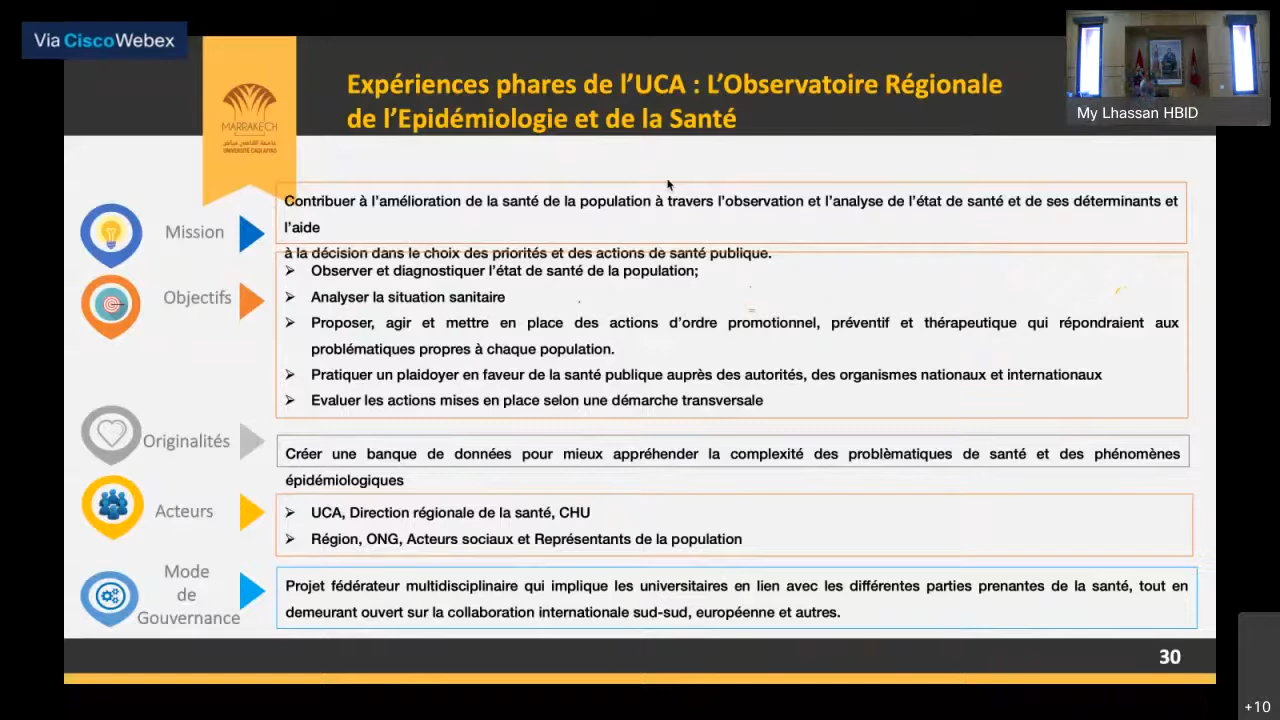 Via Cisco Webex
Expériences phares de l'UCA : L'Observatoire Régionale
de l'Epidémiologie et de la Santé
My Lhassan HBID
MARRAKECH
UNIVERSITÉ CADI AYYAD
Mission
Contribuer à l'amélioration de la santé de la population à travers l'observation et l'analyse de l'état de santé et de ses déterminants et
l'aide
à la décision dans le choix des priorités et des actions de santé publique.
Objectifs
➢ Observer et diagnostiquer l'état de santé de la population;
➢ Analyser la situation sanitaire
➢ Proposer, agir et mettre en place des actions d'ordre promotionnel, préventif et thérapeutique qui répondraient aux
problématiques propres à chaque population.
➢ Pratiquer un plaidoyer en faveur de la santé publique auprès des autorités, des organismes nationaux et internationaux
➢ Evaluer les actions mises en place selon une démarche transversale
Originalités
Créer une banque de données pour mieux appréhender la complexité des problèmatiques de santé et des phénomènes
épidémiologiques
Acteurs
➢ UCA, Direction régionale de la santé, CHU
➢ Région, ONG, Acteurs sociaux et Représentants de la population
Mode
de
Gouvernance
Projet fédérateur multidisciplinaire qui implique les universitaires en lien avec les différentes parties prenantes de la santé, tout en
demeurant ouvert sur la collaboration internationale sud-sud, européenne et autres.
30
+10